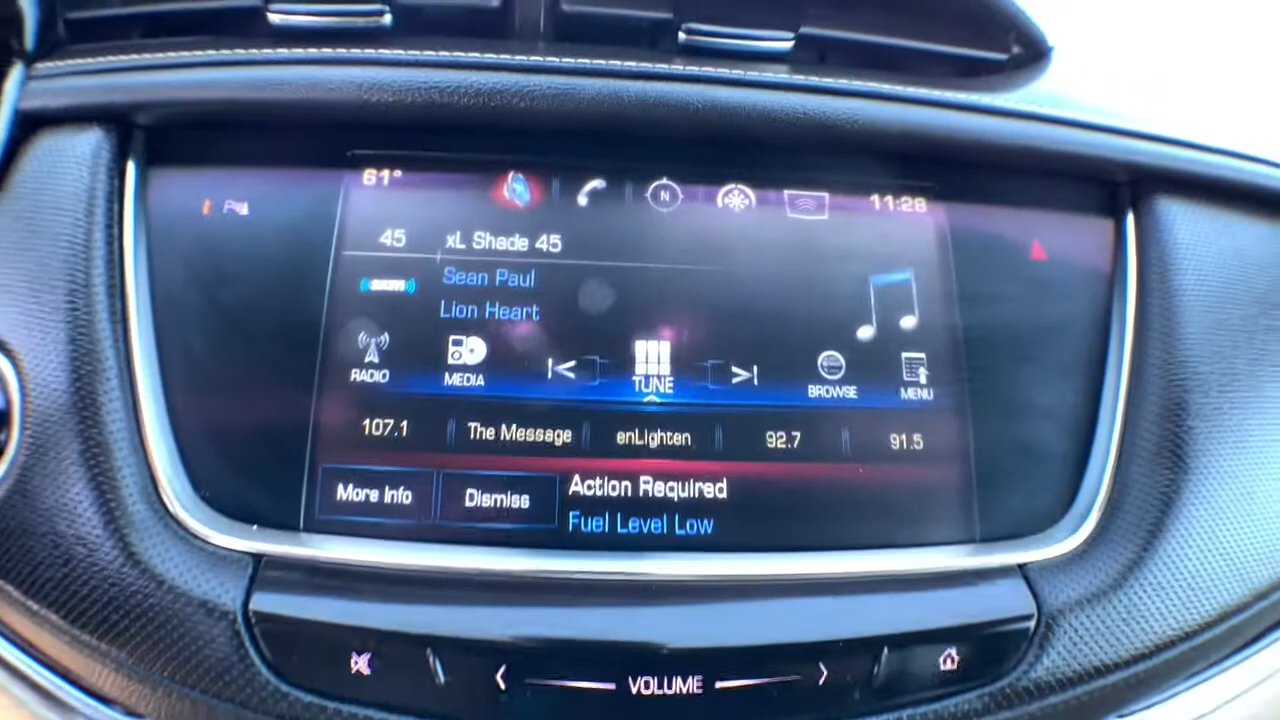 61°
N
11:28
45 xL Shade 45
Sean Paul
((SXM))
Lion Heart
RADIO MEDIA TUNE BROWSE MENU
107.1 The Message enLighten 92.7 91.5
More Info Dismiss Action Required
Fuel Level Low
VOLUME